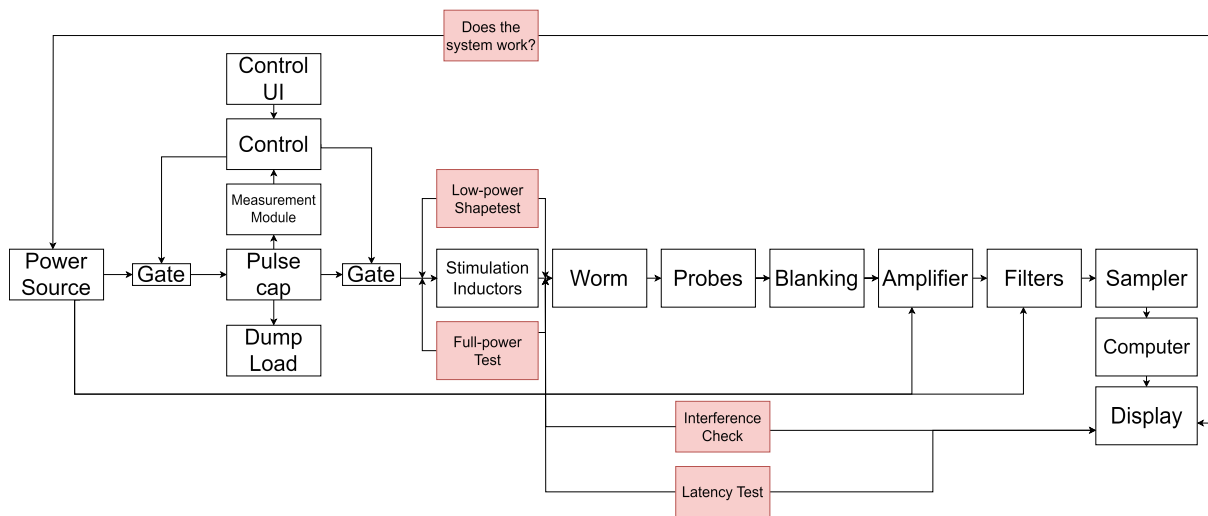 Does the
system work?
Control
UI
Control
Measurement
Module
Low-power
Shapetest
Power
Source
Gate
Pulse
cap
Gate
Stimulation
Inductors
Worm
Probes
Blanking
Amplifier
Filters
Sampler
Dump
Load
Full-power
Test
Computer
Interference
Check
Display
Latency Test